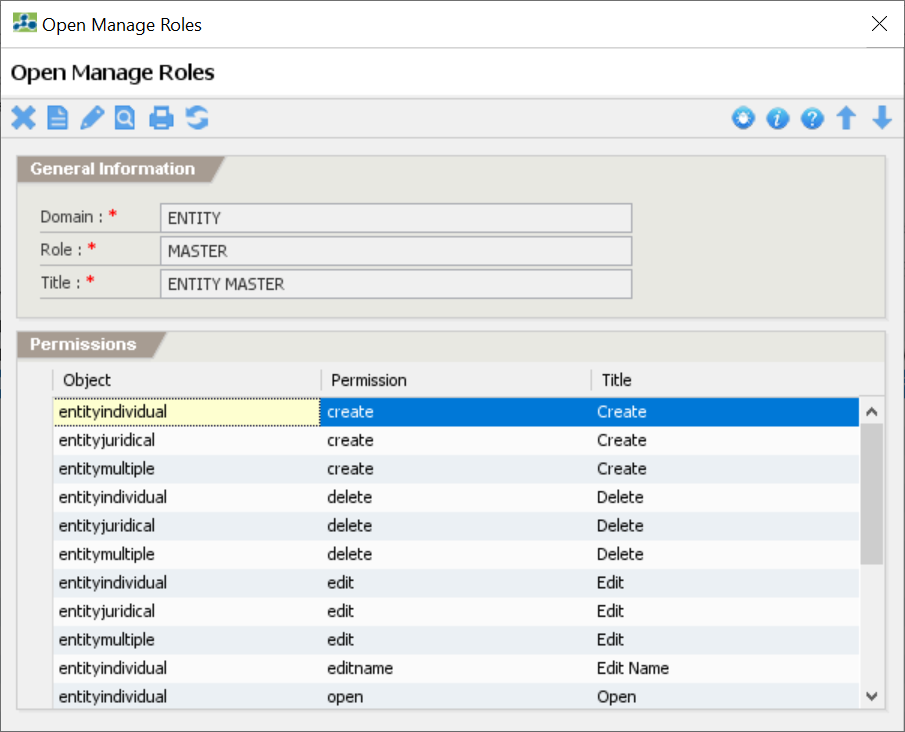 Open Manage Roles
Open Manage Roles
General Information
Domain : * ENTITY
Role : * MASTER
Title : * ENTITY MASTER
Permissions
Object Permission Title
entityindividual create Create
entityjuridical create Create
entitymultiple create Create
entityindividual delete Delete
entityjuridical delete Delete
entitymultiple delete Delete
entityindividual edit Edit
entityjuridical edit Edit
entitymultiple edit Edit
entityindividual editname Edit Name
entityindividual open Open